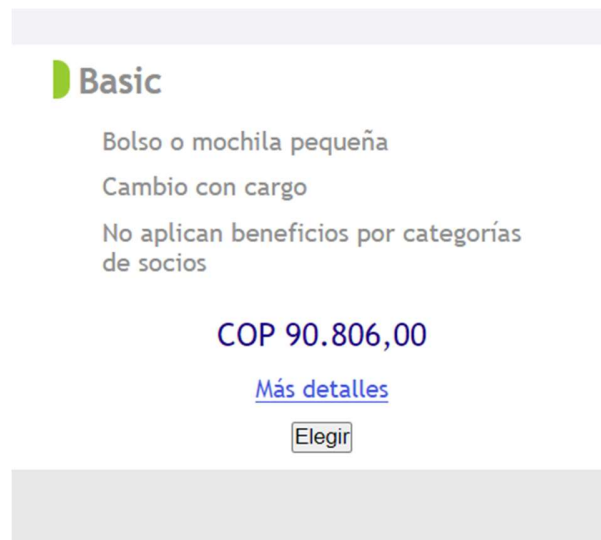 Basic
Bolso o mochila pequeña
Cambio con cargo
No aplican beneficios por categorías
de socios
COP 90.806,00
Más detalles
Elegir